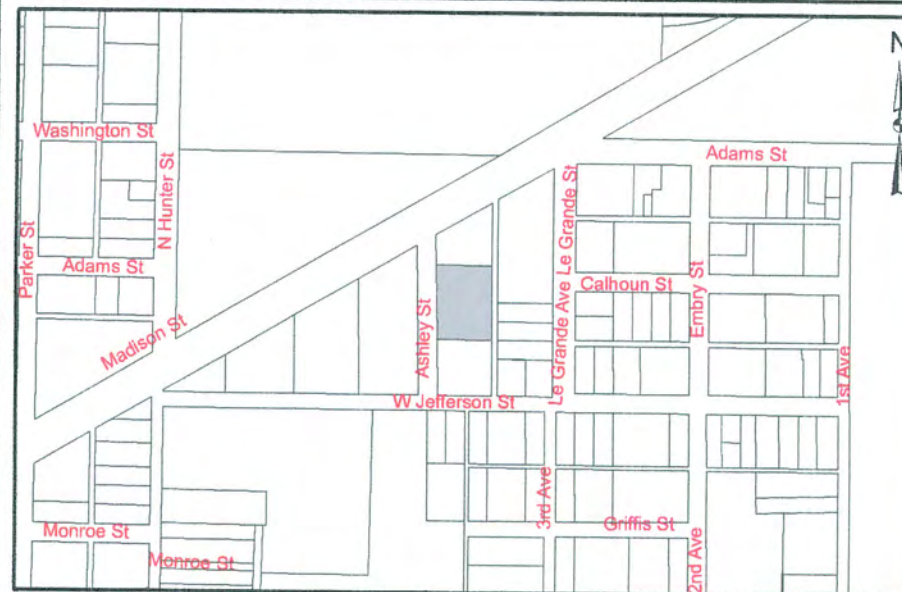 N
Washington St
Adams St
N Hunter St
Le Grande St
Parker St
Adams St
Calhoun St
Embry St
Madison St
Ashley St
Le Grande Ave
1st Ave
W Jefferson St
3rd Ave
Griffis St
Monroe St
Monroe St
2nd Ave